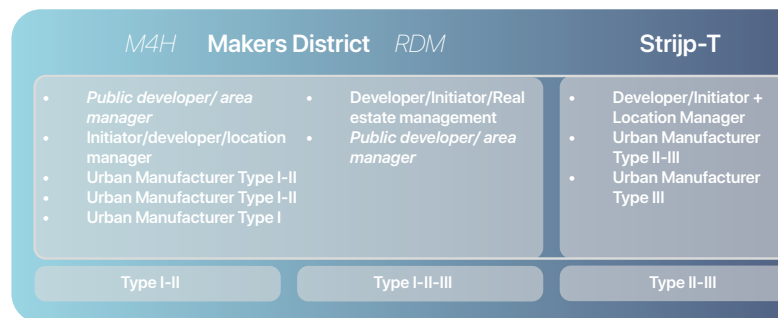 M4H Makers District RDM
Strijp-T
• Public developer/ area
manager
• Initiator/developer/location
manager
• Urban Manufacturer Type I-II
• Urban Manufacturer Type I-II
• Urban Manufacturer Type I
• Developer/Initiator/Real
estate management
• Public developer/ area
manager
• Developer/Initiator +
Location Manager
• Urban Manufacturer
Type II-III
• Urban Manufacturer
Type III
Type I-II
Type I-II-III
Type II-III